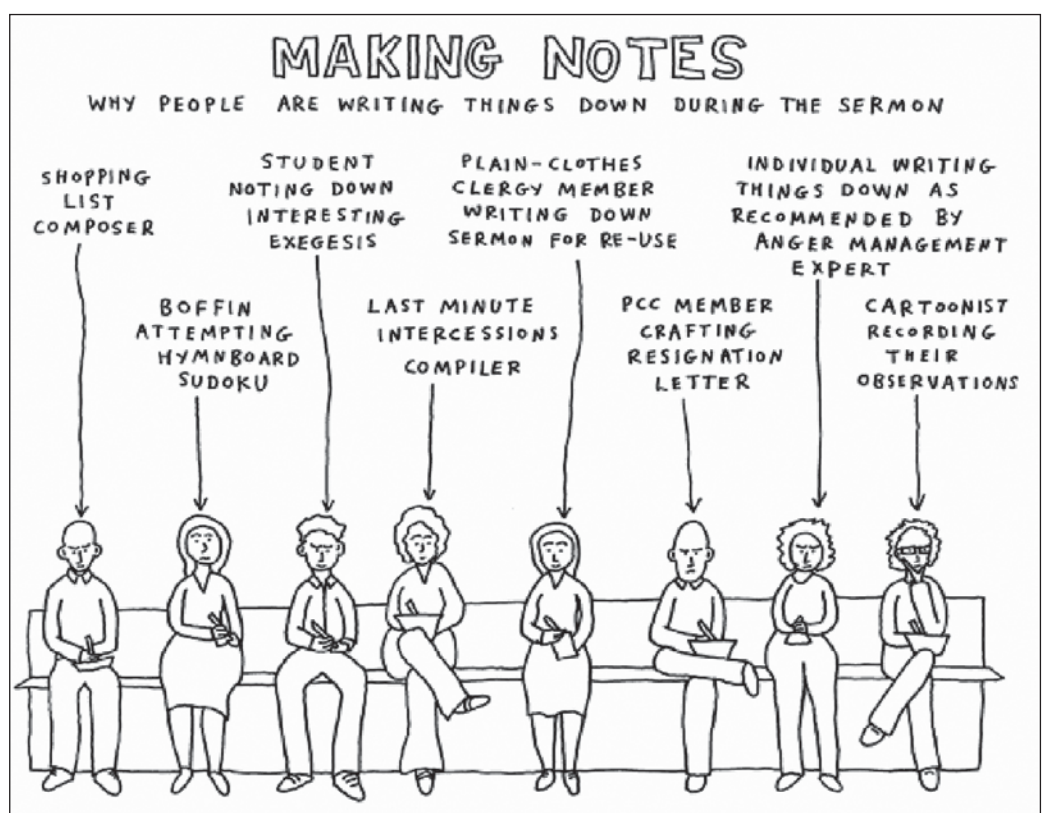 MAKING NOTES
WHY PEOPLE ARE WRITING THINGS DOWN DURING THE SERMON
SHOPPING
LIST
COMPOSER
BOFFIN
ATTEMPTING
HYMNBOARD
SUDOKU
STUDENT
NOTING DOWN
INTERESTING
EXEGESIS
LAST MINUTE
INTERCESSIONS
COMPILER
PLAIN-CLOTHES
CLERGY MEMBER
WRITING DOWN
SERMON FOR RE-USE
PCC MEMBER
CRAFTING
RESIGNATION
LETTER
INDIVIDUAL WRITING
THINGS DOWN AS
RECOMMENDED BY
ANGER MANAGEMENT
EXPERT
CARTOONIST
RECORDING
THEIR
OBSERVATIONS